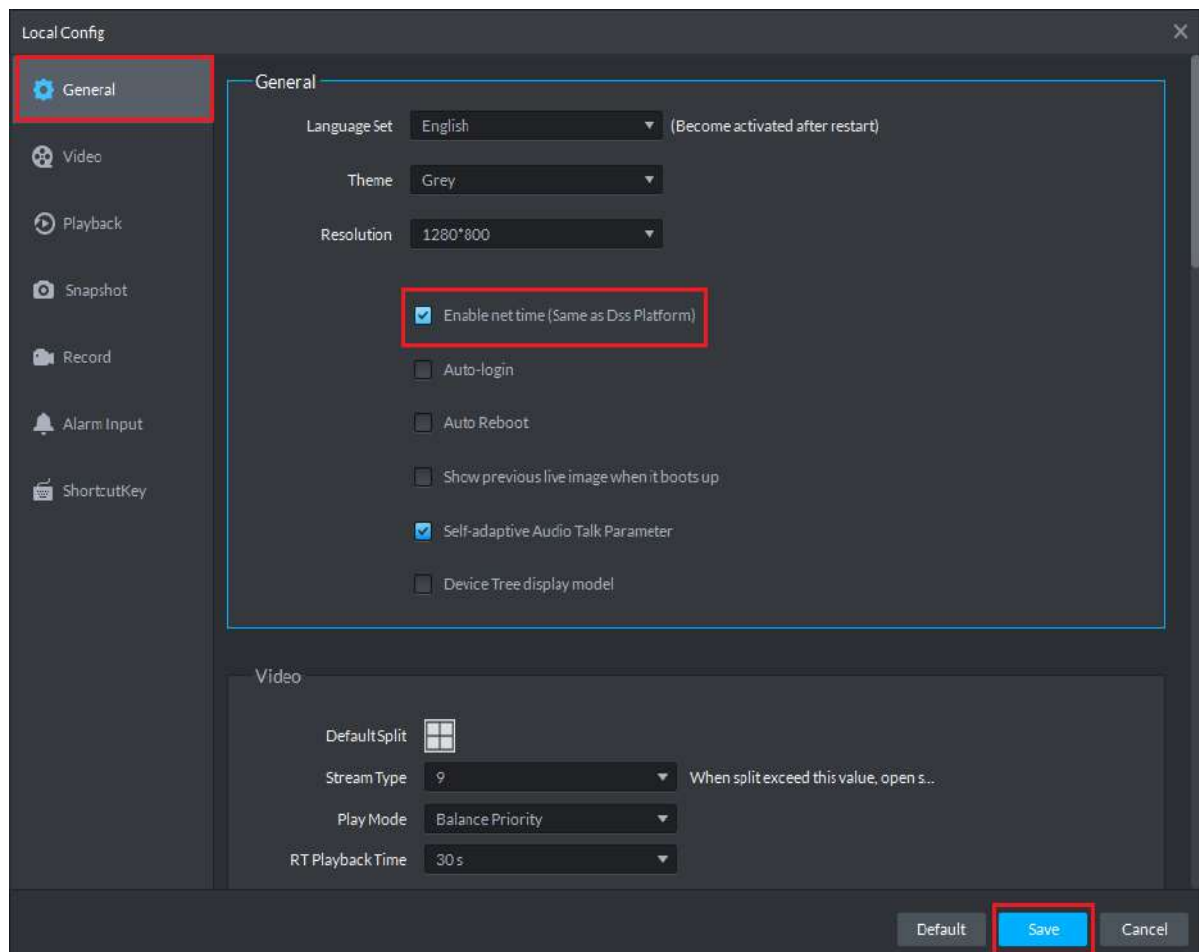 Local Config
General
Video
Playback
Snapshot
Record
Alarm Input
ShortcutKey
General
Language Set English (Become activated after restart)
Theme Grey
Resolution 1280*800
Enable net time (Same as Dss Platform)
Auto-login
Auto Reboot
Show previous live image when it boots up
Self-adaptive Audio Talk Parameter
Device Tree display model
Video
Default Split
Stream Type 9 When split exceed this value, open s...
Play Mode Balance Priority
RT Playback Time 30 s
Default Save Cancel